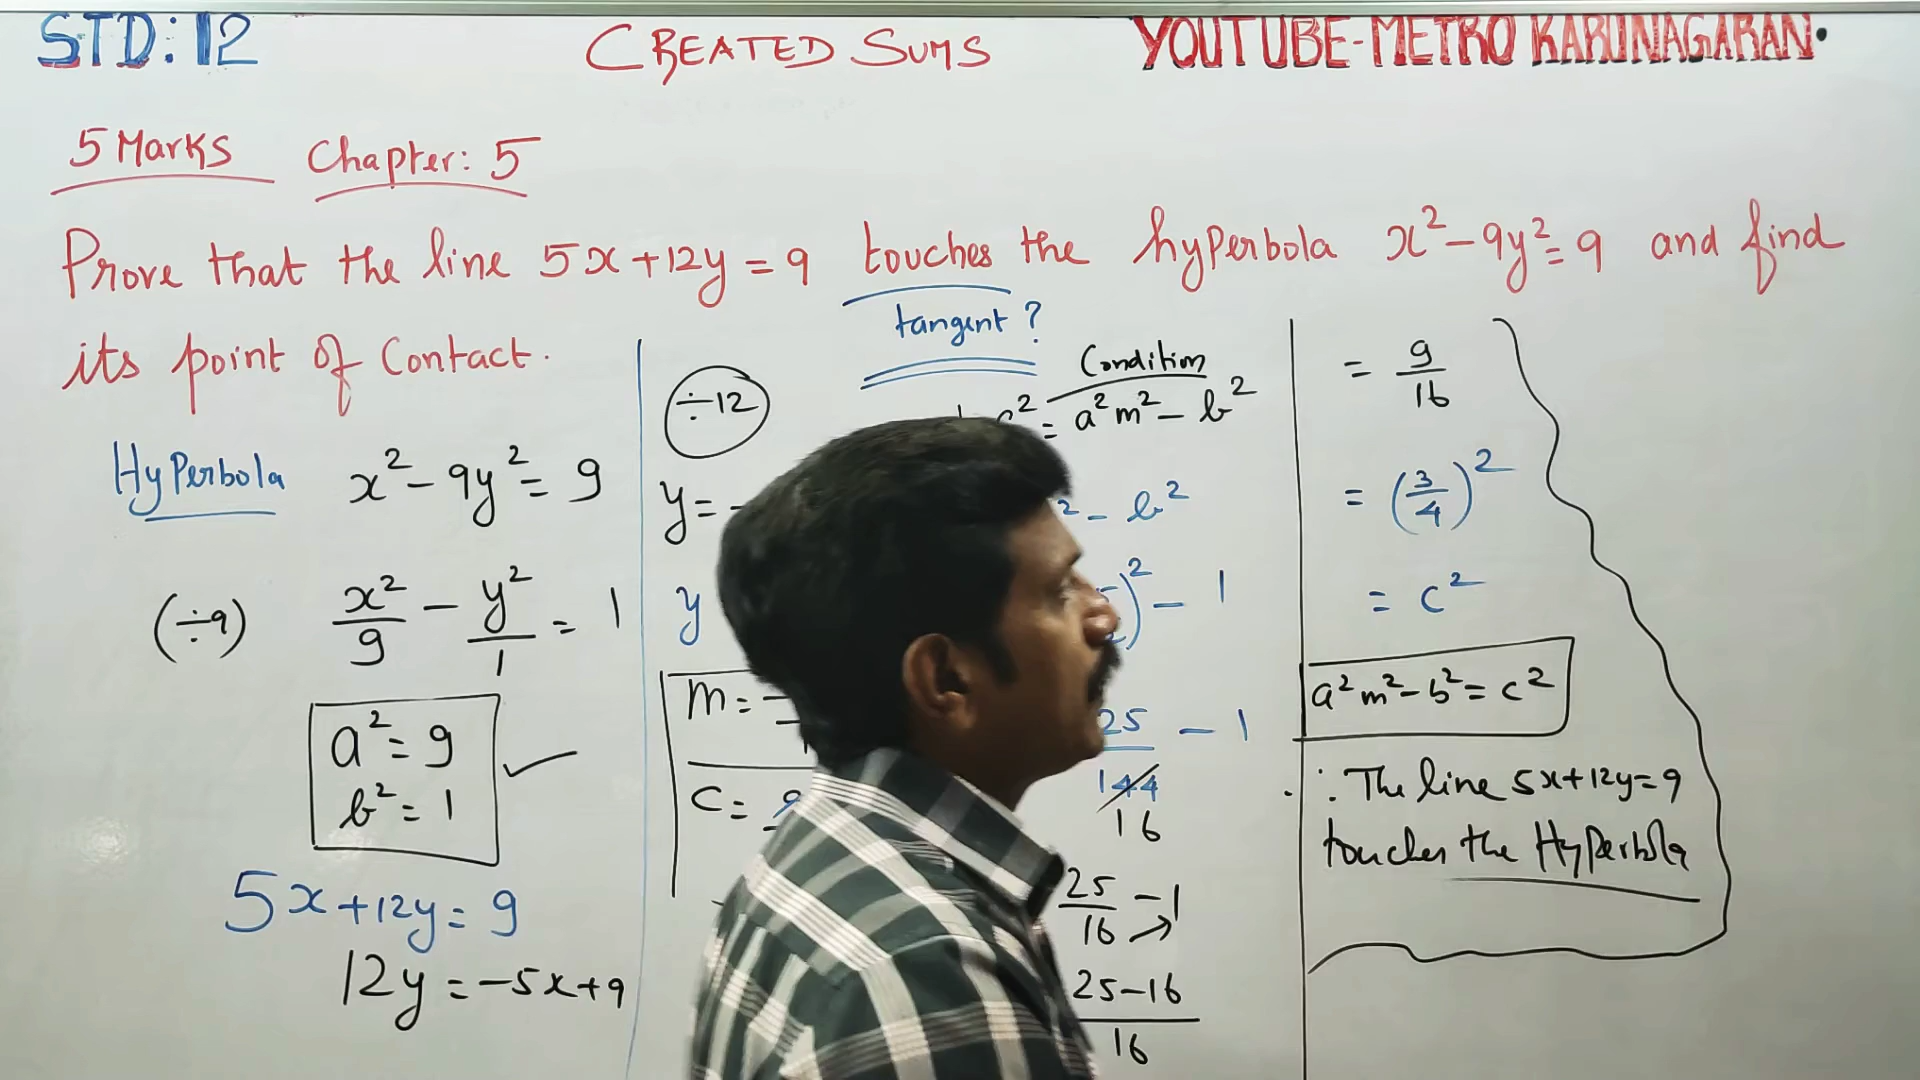 STD: 12
CREATED SUMS
YOUTUBE-METRO KARUNAGARAN.
5 Marks Chapter: 5
Prove that the line 5x+12y=9 touches the hyperbola x²-9y²=9 and find
its point of Contact.
tangent?
HyPerbola x²-9y²=9
(÷9) x²/9 - y²/1 = 1
a²=9
b²=1
5x+12y=9
12y=-5x+9
÷12
y=
y
m=
c=
Condition
c²=a²m²-b²
² - b²
)² - 1
25/144 - 1
16
25/16 - 1
25-16/16
= 9/16
= (3/4)²
= c²
a²m²-b²=c²
∴ The line 5x+12y=9
touches the HyPerbola